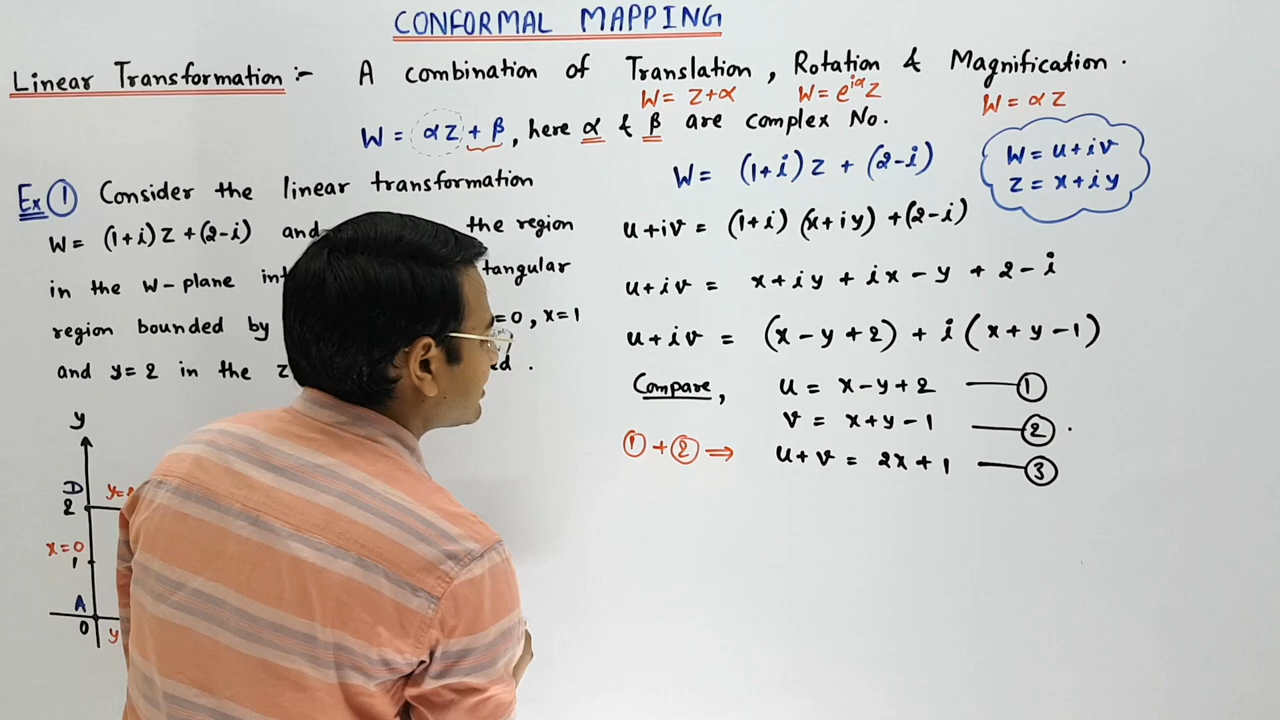 CONFORMAL MAPPING
Linear Transformation :- A combination of Translation, Rotation & Magnification.
W = Z+α W = e^{iα}Z W = αZ
W = αZ + β, here α & β are complex No.
Ex ① Consider the linear transformation
W = (1+i)Z + (2-i) and the region
in the W-plane
region bounded by =0, x=1
and y=2 in the Z
W = (1+i)Z + (2-i)
W = u+iv
Z = x+iy
u+iv = (1+i) (x+iy) + (2-i)
u+iv = x+iy + ix - y + 2 - i
u+iv = (x-y+2) + i(x+y-1)
Compare, u = x-y+2 ①
v = x+y-1 ②
①+②⇒ u+v = 2x+1 ③
y
D
2
x=0
1
A
0
y